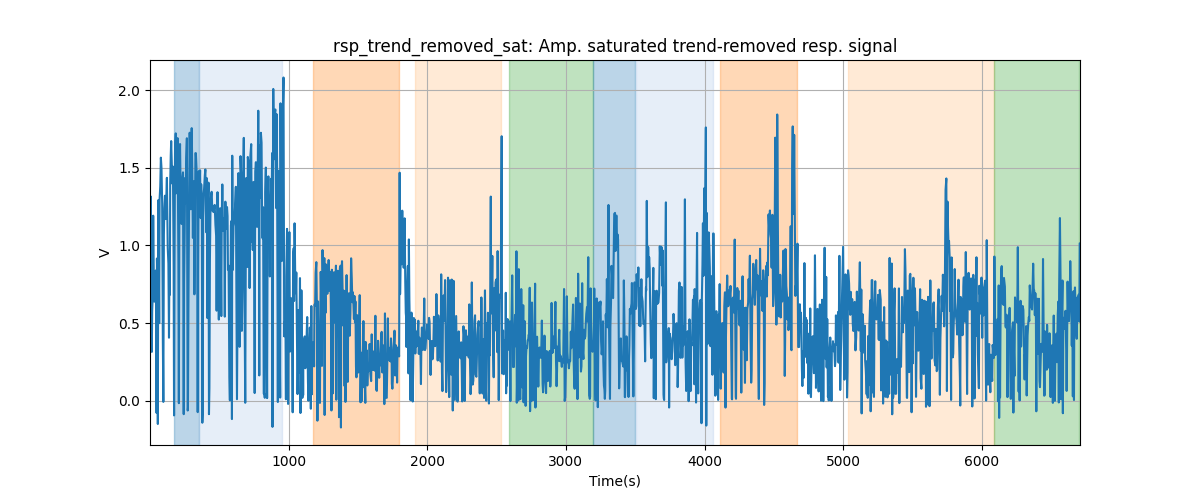 rsp_trend_removed_sat: Amp. saturated trend-removed resp. signal
2.0
1.5
1.0
0.5
0.0
V
1000 2000 3000 4000 5000 6000
Time(s)